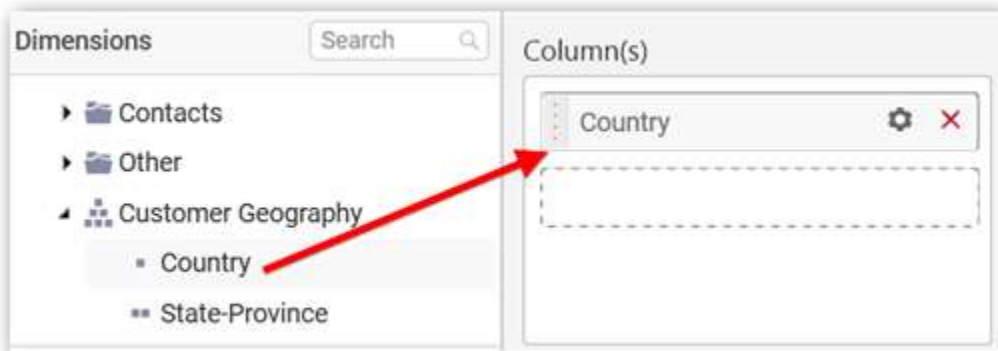 Dimensions
Search
Contacts
Other
Customer Geography
Country
State-Province
Column(s)
Country